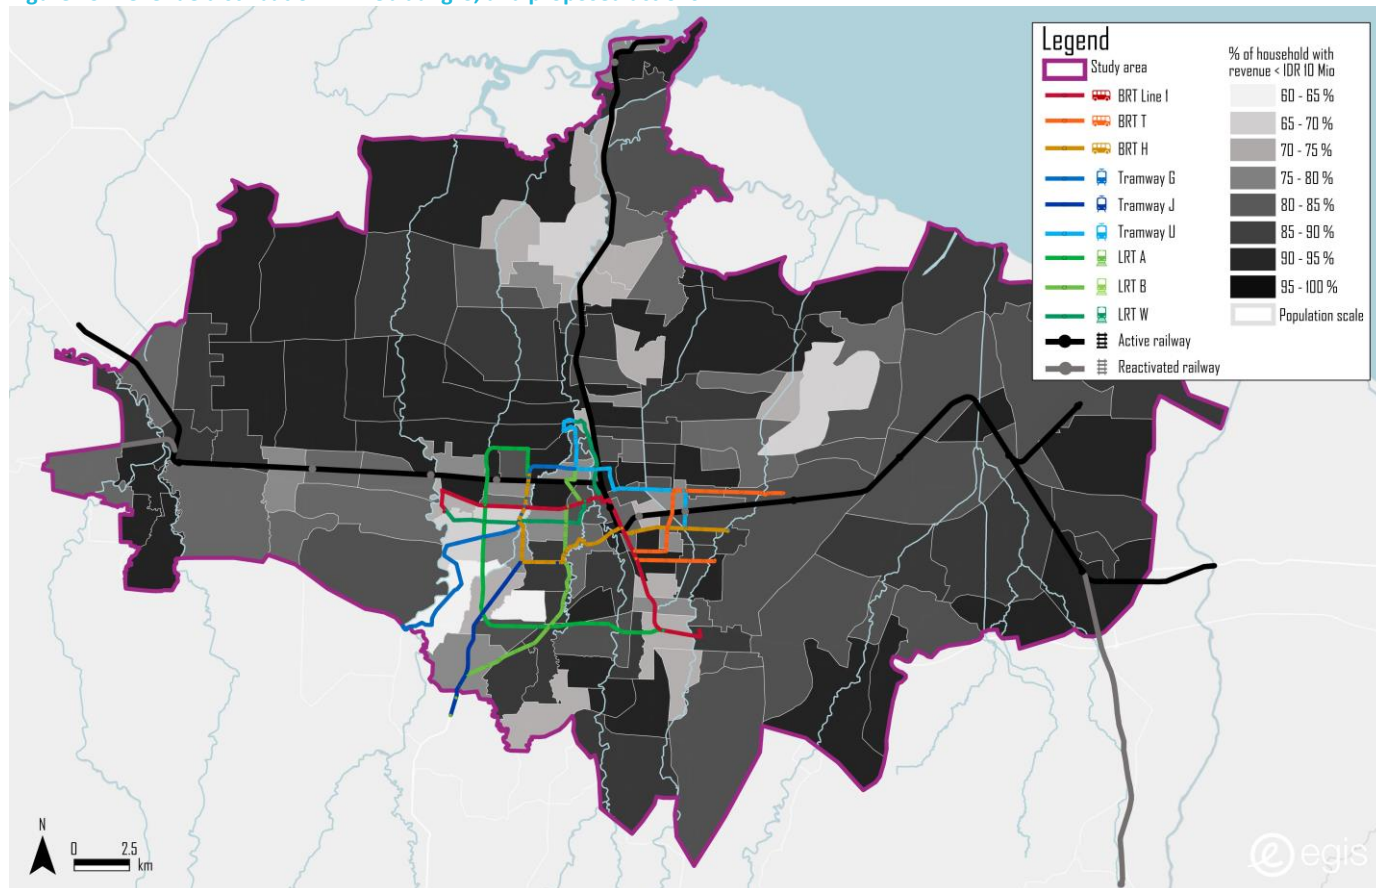 Legend
Study area
BRT Line 1
BRT T
BRT H
Tramway G
Tramway J
Tramway U
LRT A
LRT B
LRT W
Active railway
Reactivated railway
% of household with
revenue < IDR 10 Mio
60 - 65 %
65 - 70 %
70 - 75 %
75 - 80 %
80 - 85 %
85 - 90 %
90 - 95 %
95 - 100 %
Population scale
N
0 2.5
km
egis